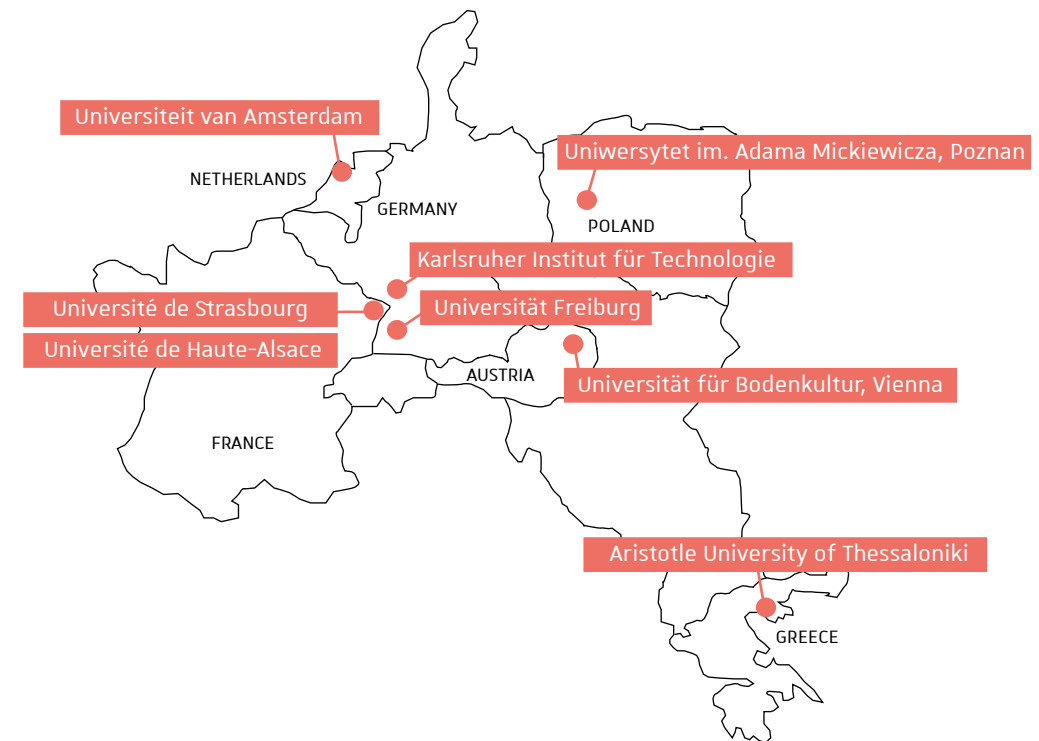 Universiteit van Amsterdam
Uniwersytet im. Adama Mickiewicza, Poznan
NETHERLANDS
GERMANY
POLAND
Karlsruher Institut für Technologie
Université de Strasbourg
Universität Freiburg
Université de Haute-Alsace
AUSTRIA
Universität für Bodenkultur, Vienna
FRANCE
Aristotle University of Thessaloniki
GREECE